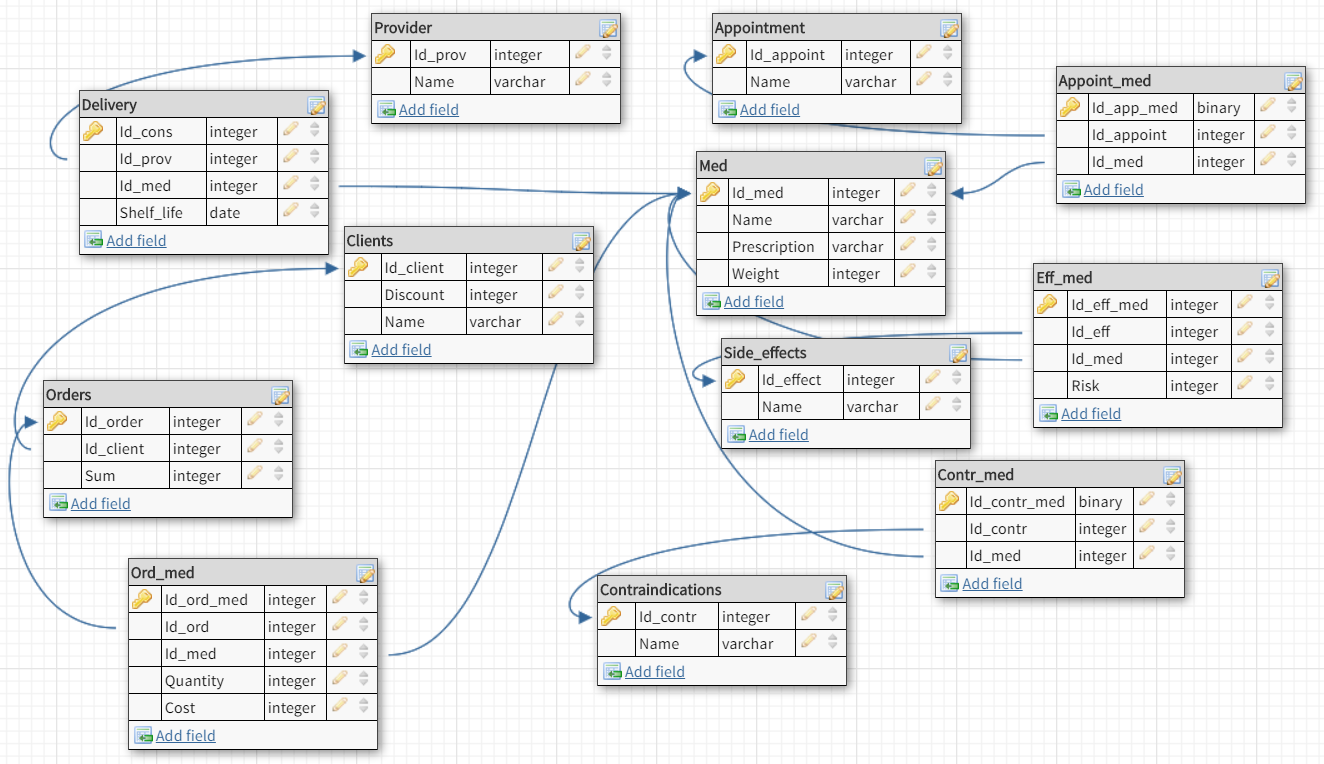 Provider
Id_prov integer
Name varchar
Add field
Appointment
Id_appoint integer
Name varchar
Add field
Appoint_med
Id_app_med binary
Id_appoint integer
Id_med integer
Add field
Delivery
Id_cons integer
Id_prov integer
Id_med integer
Shelf_life date
Add field
Med
Id_med integer
Name varchar
Prescription varchar
Weight integer
Add field
Clients
Id_client integer
Discount integer
Name varchar
Add field
Eff_med
Id_eff_med integer
Id_eff integer
Id_med integer
Risk integer
Add field
Side_effects
Id_effect integer
Name varchar
Add field
Orders
Id_order integer
Id_client integer
Sum integer
Add field
Contr_med
Id_contr_med binary
Id_contr integer
Id_med integer
Add field
Ord_med
Id_ord_med integer
Id_ord integer
Id_med integer
Quantity integer
Cost integer
Add field
Contraindications
Id_contr integer
Name varchar
Add field